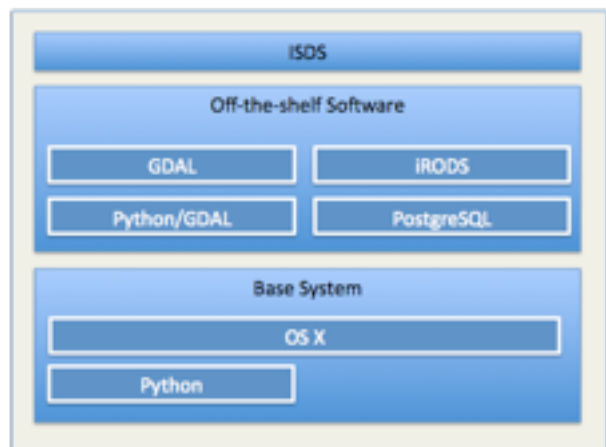 ISDS
Off-the-shelf Software
GDAL
iRODS
Python/GDAL
PostgreSQL
Base System
OS X
Python